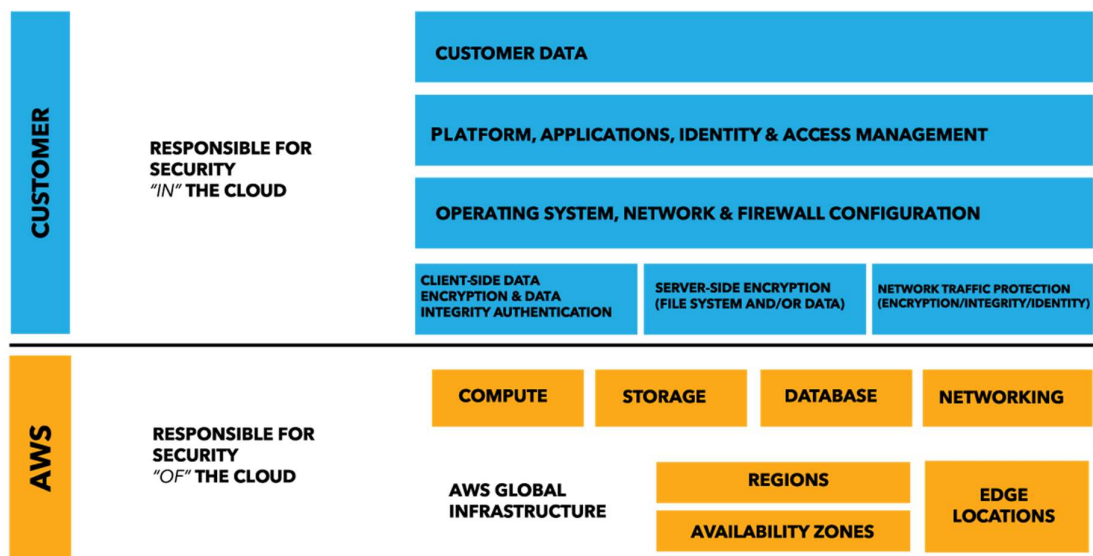 CUSTOMER
RESPONSIBLE FOR
SECURITY
"IN" THE CLOUD
CUSTOMER DATA
PLATFORM, APPLICATIONS, IDENTITY & ACCESS MANAGEMENT
OPERATING SYSTEM, NETWORK & FIREWALL CONFIGURATION
CLIENT-SIDE DATA
ENCRYPTION & DATA
INTEGRITY AUTHENTICATION
SERVER-SIDE ENCRYPTION
(FILE SYSTEM AND/OR DATA)
NETWORK TRAFFIC PROTECTION
(ENCRYPTION/INTEGRITY/IDENTITY)
AWS
RESPONSIBLE FOR
SECURITY
"OF" THE CLOUD
COMPUTE
STORAGE
DATABASE
NETWORKING
AWS GLOBAL
INFRASTRUCTURE
REGIONS
AVAILABILITY ZONES
EDGE
LOCATIONS